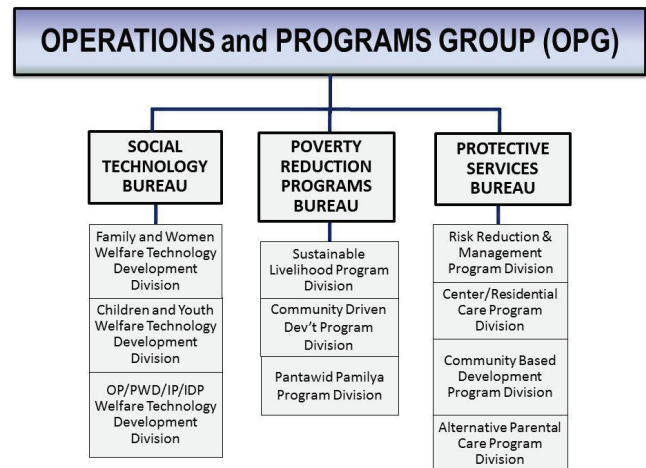 OPERATIONS and PROGRAMS GROUP (OPG)
SOCIAL
TECHNOLOGY
BUREAU
Family and Women
Welfare Technology
Development
Division
Children and Youth
Welfare Technology
Development
Division
OP/PWD/IP/IDP
Welfare Technology
Development
Division
POVERTY
REDUCTION
PROGRAMS
BUREAU
Sustainable
Livelihood Program
Division
Community Driven
Dev't Program
Division
Pantawid Pamilya
Program Division
PROTECTIVE
SERVICES
BUREAU
Risk Reduction &
Management
Program Division
Center/Residential
Care Program
Division
Community Based
Development
Program Division
Alternative Parental
Care Program
Division